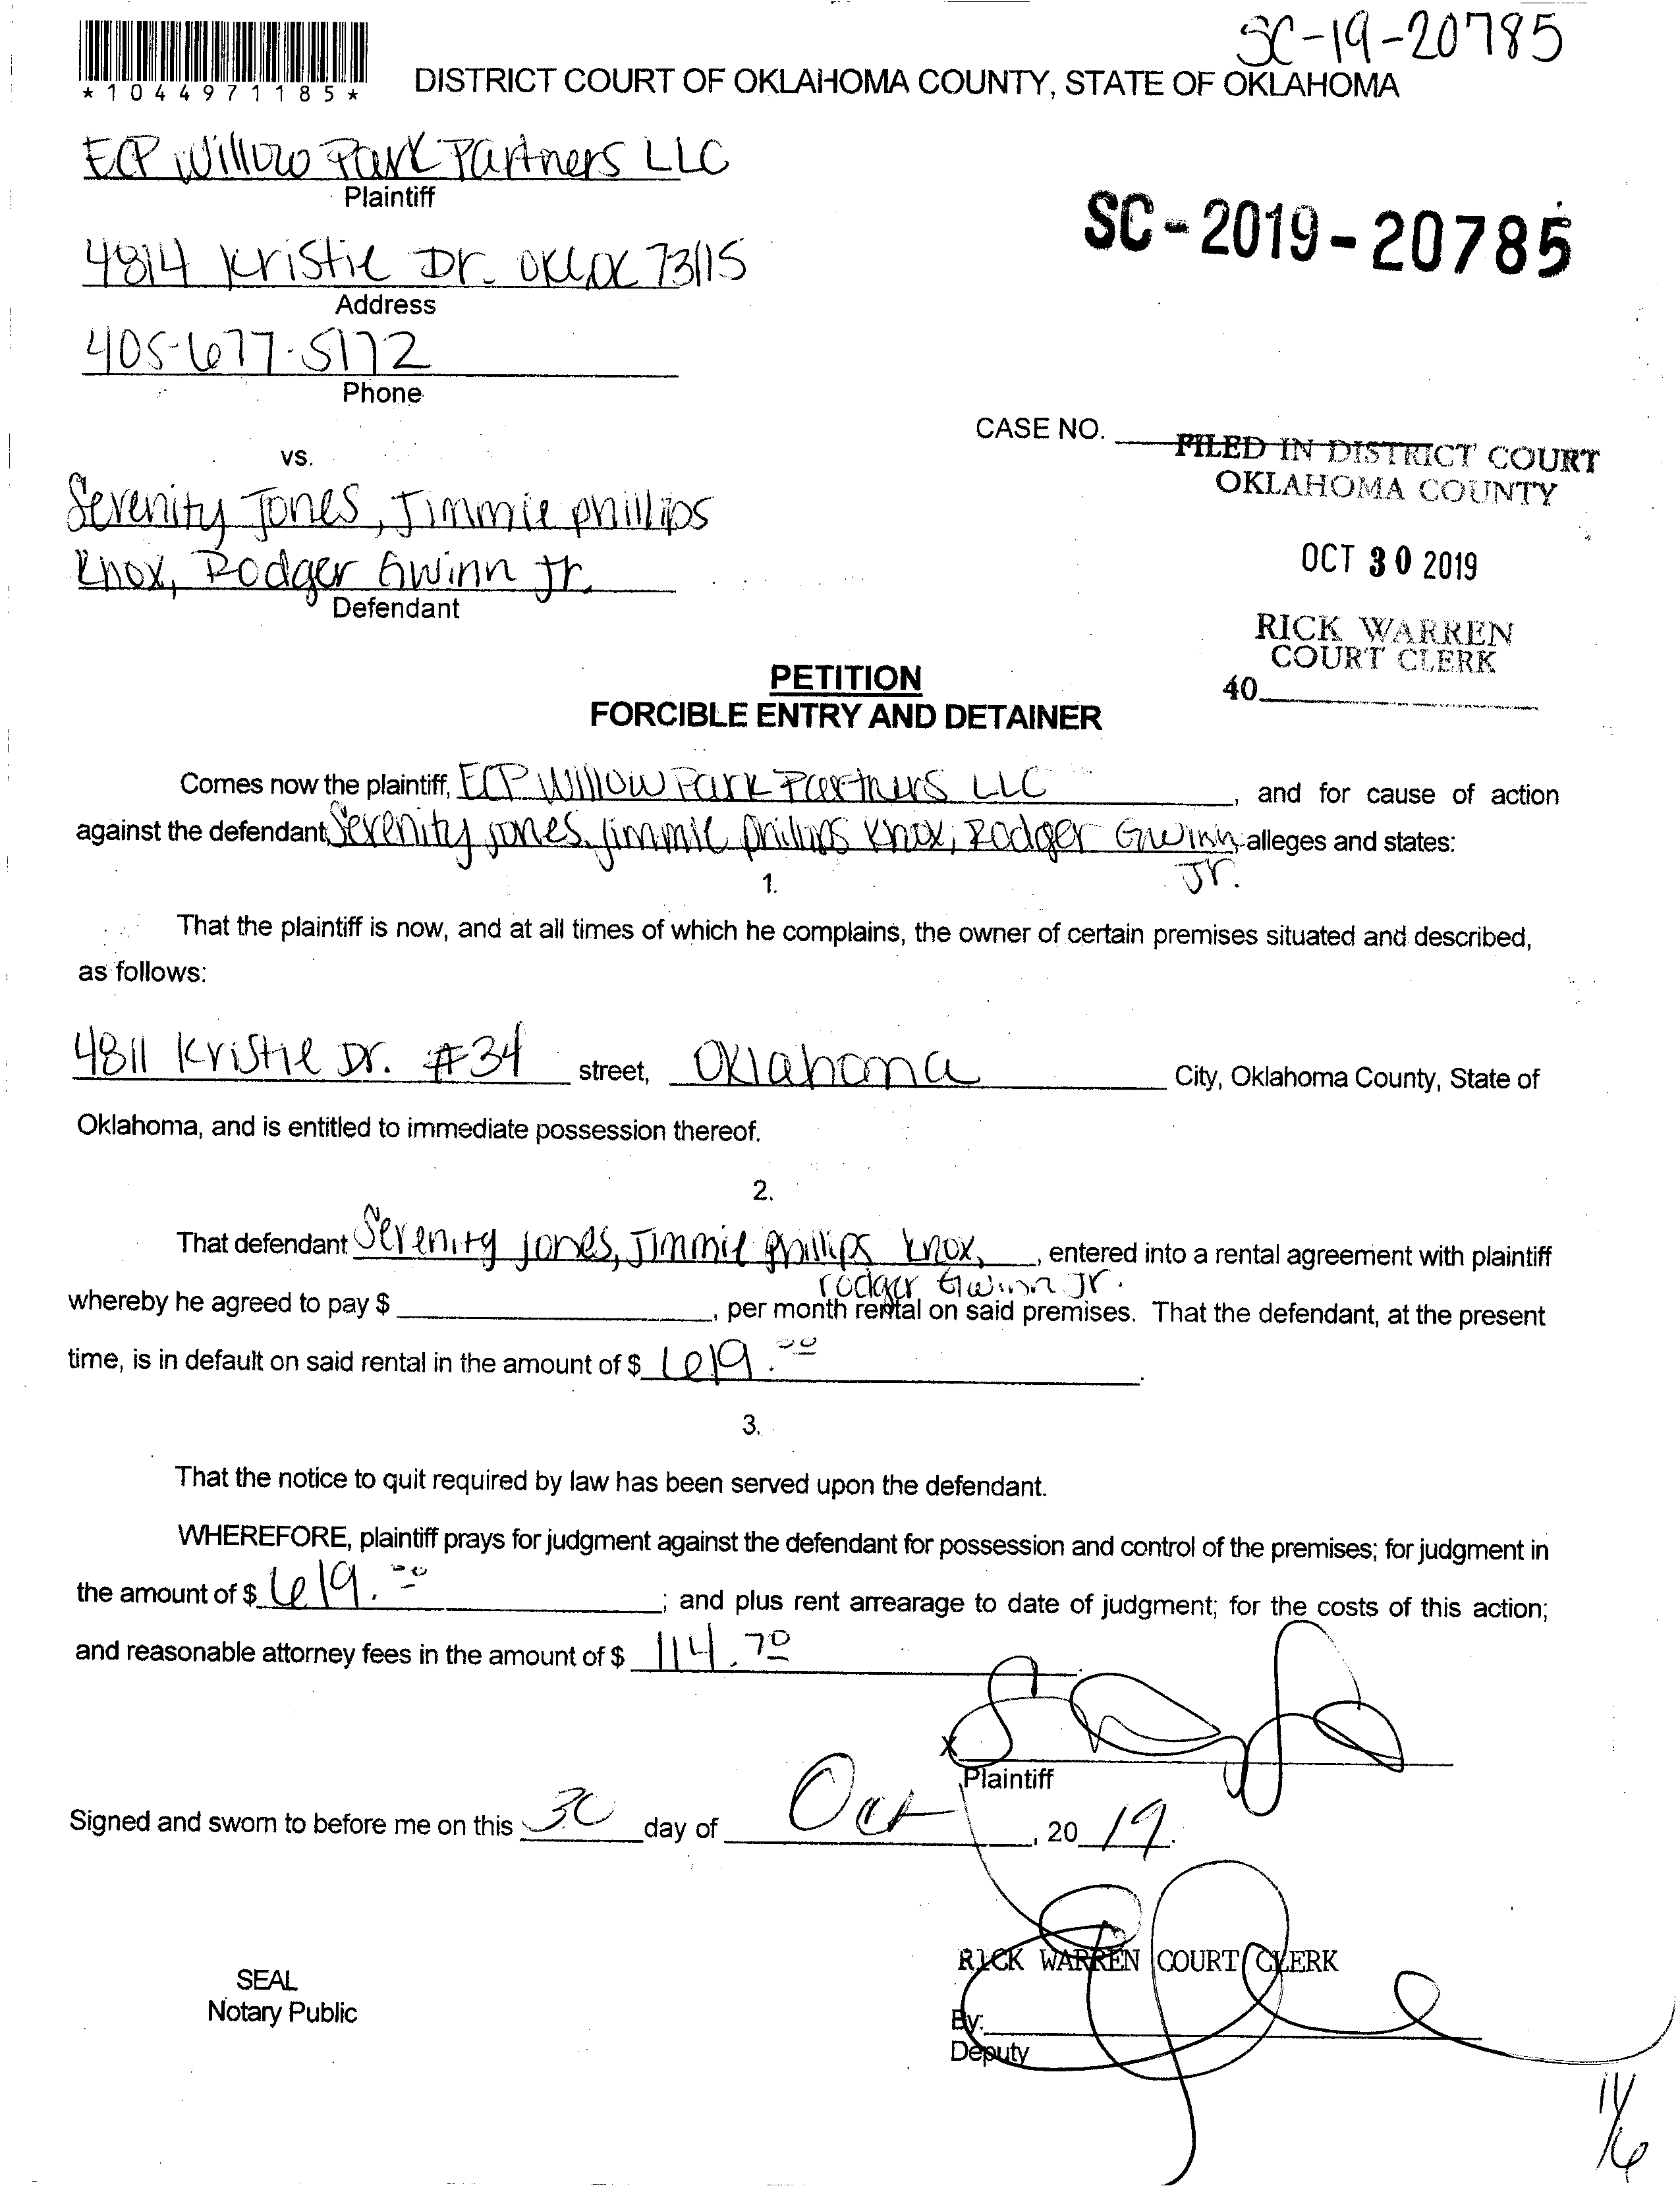 SC-19-20785
*1044971185*
DISTRICT COURT OF OKLAHOMA COUNTY, STATE OF OKLAHOMA
ECP Willow Park Partners LLC
Plaintiff
SC-2019-20785
4814 Kristie Dr. OKC OK 73115
Address
405-677-5172
Phone
CASE NO.
FILED IN DISTRICT COURT
OKLAHOMA COUNTY
vs.
Serenity Jones, Jimmie phillips
Knox, Rodger Gwinn Jr.
Defendant
OCT 30 2019
RICK WARREN
COURT CLERK
40
PETITION
FORCIBLE ENTRY AND DETAINER
Comes now the plaintiff, ECP Willow Park Partners LLC, and for cause of action
against the defendant Serenity jones, jimmie phillips Knox, Rodger Gwinn alleges and states:
Jr.
1.
That the plaintiff is now, and at all times of which he complains, the owner of certain premises situated and described,
as follows:
4811 Kristie Dr. #34 street, Oklahoma City, Oklahoma County, State of
Oklahoma, and is entitled to immediate possession thereof.
2.
That defendant Serenity jones, Jimmie phillips knox, , entered into a rental agreement with plaintiff
rodger Gwinn Jr.
whereby he agreed to pay $ , per month rental on said premises. That the defendant, at the present
time, is in default on said rental in the amount of $ 619.00.
3.
That the notice to quit required by law has been served upon the defendant.
WHEREFORE, plaintiff prays for judgment against the defendant for possession and control of the premises; for judgment in
the amount of $ 619.00; and plus rent arrearage to date of judgment; for the costs of this action;
and reasonable attorney fees in the amount of $ 114.70.
X
Plaintiff
Signed and sworn to before me on this 30 day of Oct, 2019.
RICK WARREN COURT CLERK
SEAL
Notary Public
By:
Deputy
11/6